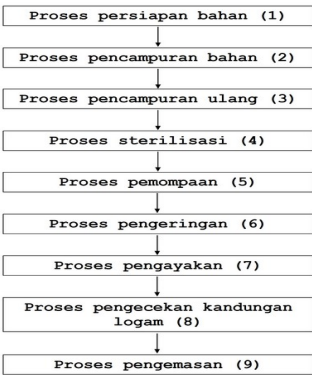 Proses persiapan bahan (1)
Proses pencampuran bahan (2)
Proses pencampuran ulang (3)
Proses sterilisasi (4)
Proses pemompaan (5)
Proses pengeringan (6)
Proses pengayakan (7)
Proses pengecekan kandungan
logam (8)
Proses pengemasan (9)